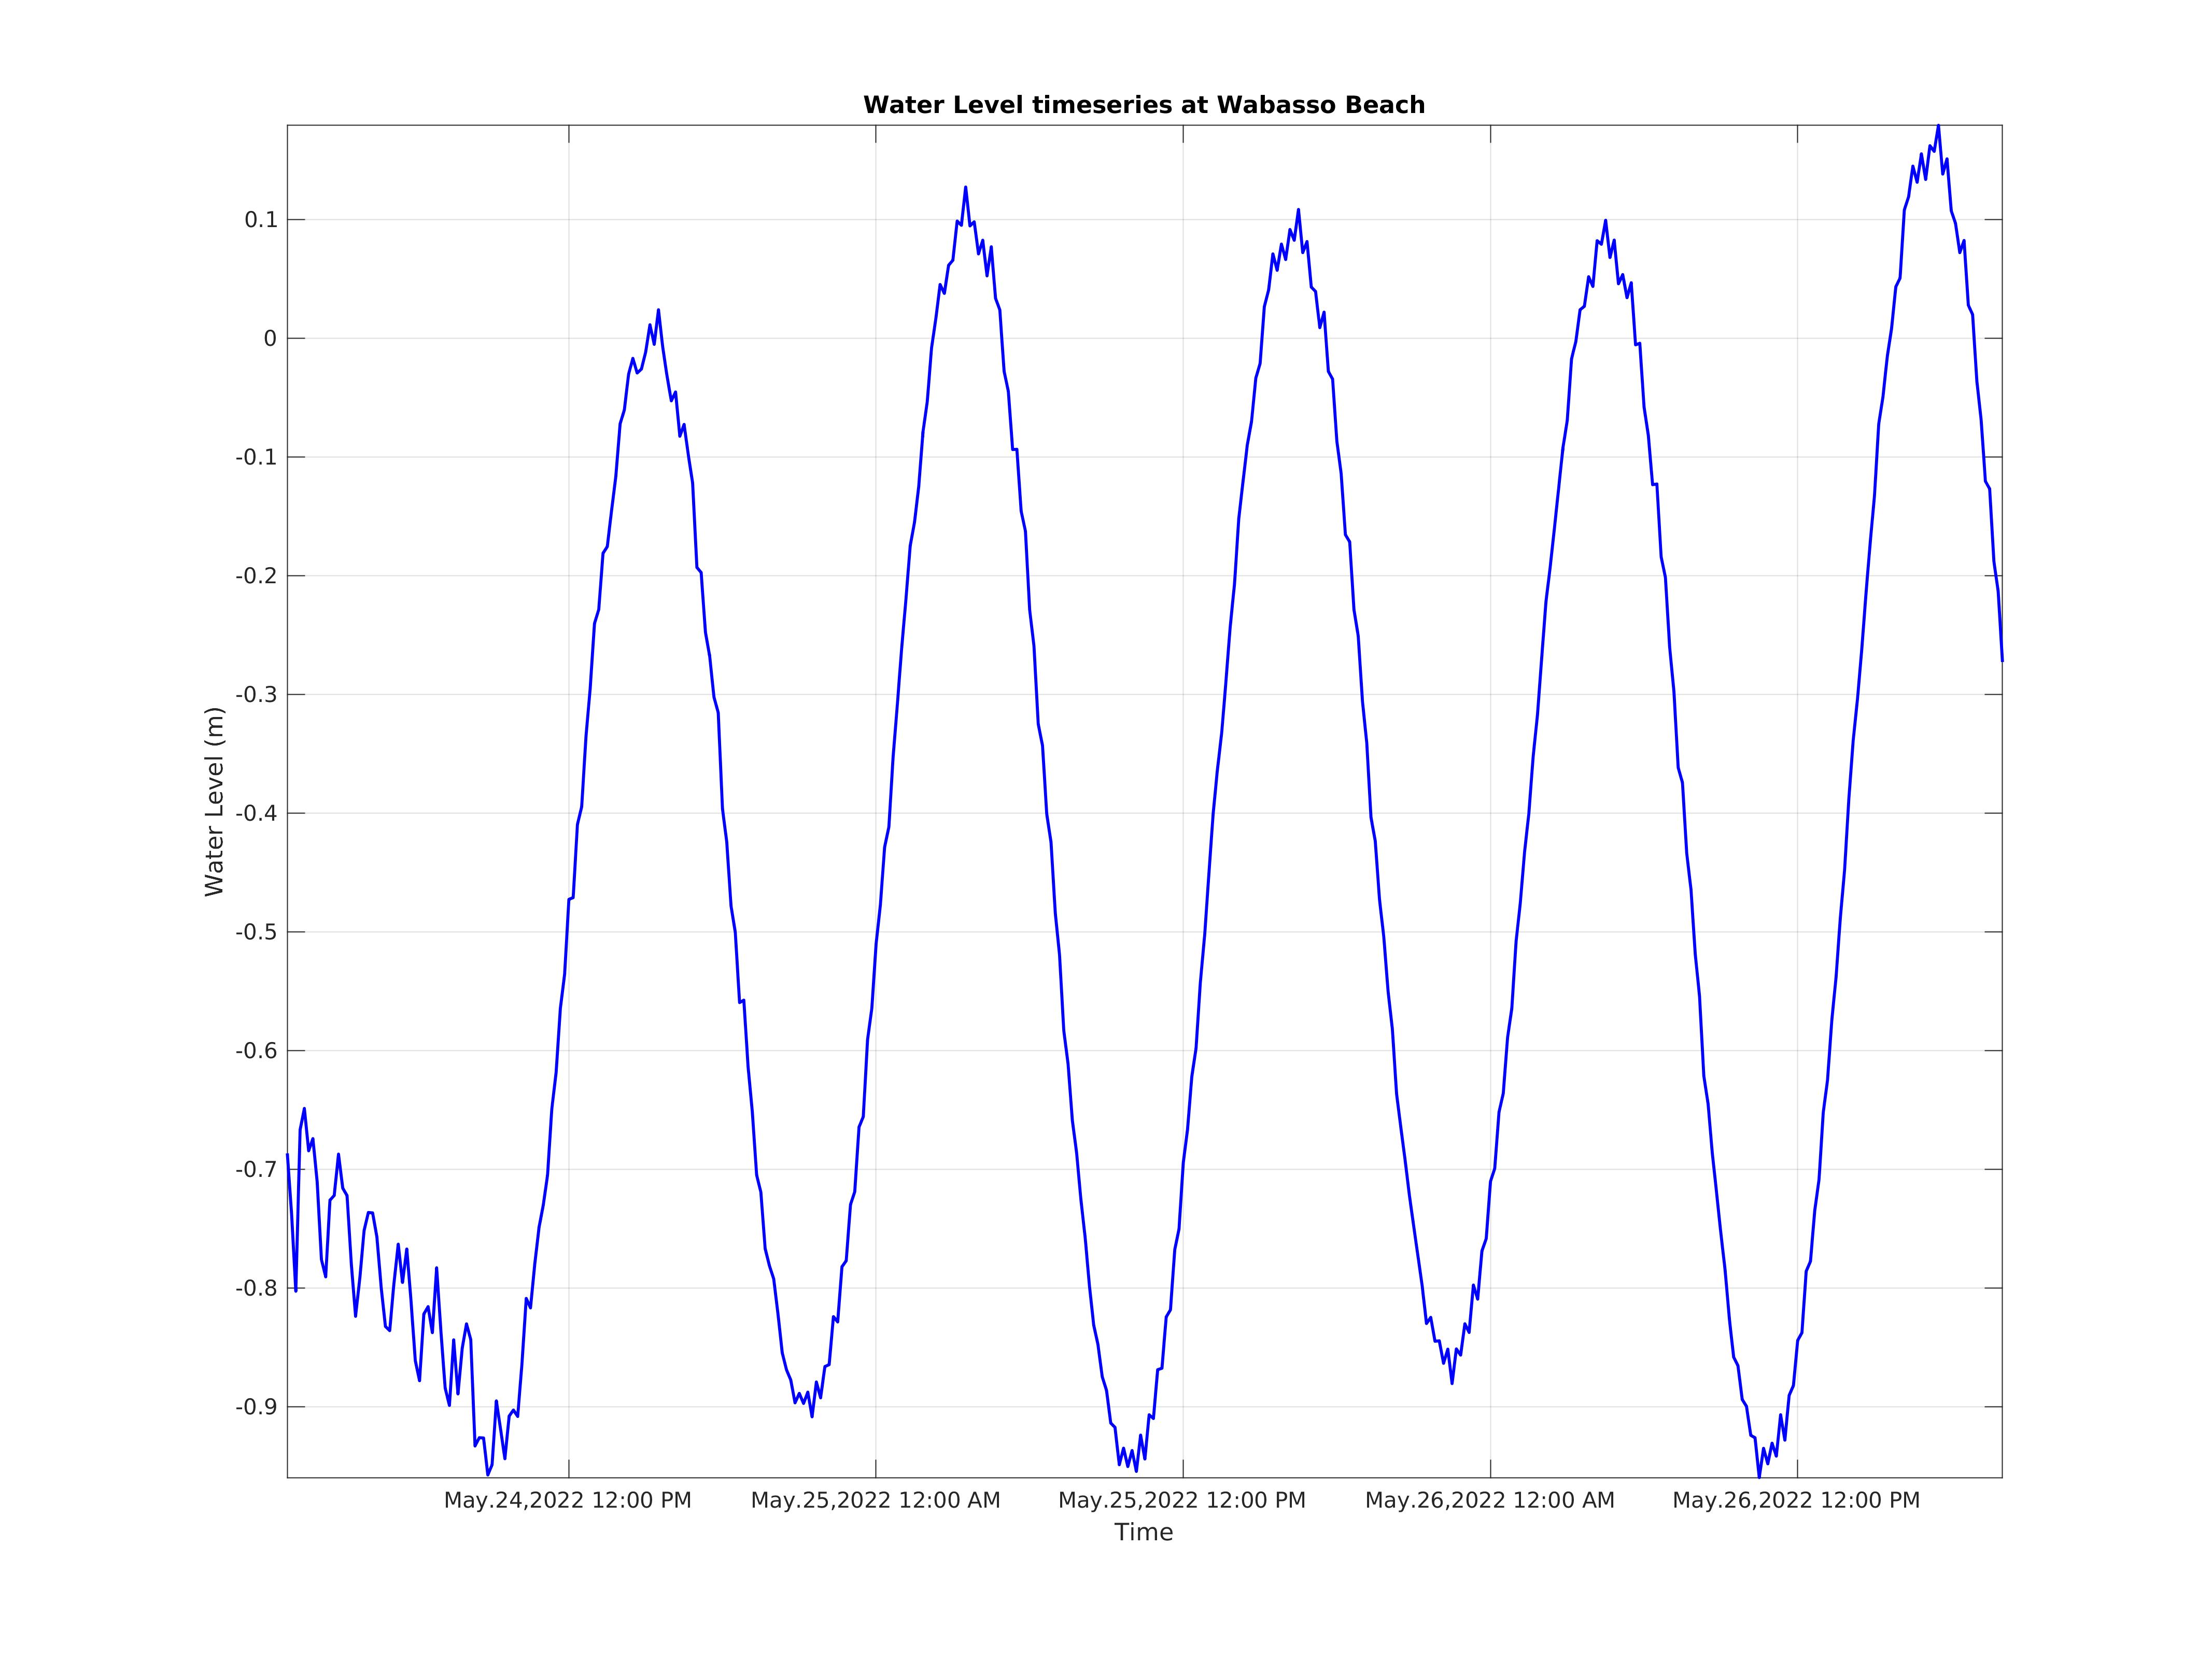 Water Level timeseries at Wabasso Beach
0.1
0
-0.1
-0.2
-0.3
-0.4
-0.5
-0.6
-0.7
-0.8
-0.9
Water Level (m)
May.24,2022 12:00 PM May.25,2022 12:00 AM May.25,2022 12:00 PM May.26,2022 12:00 AM May.26,2022 12:00 PM
Time